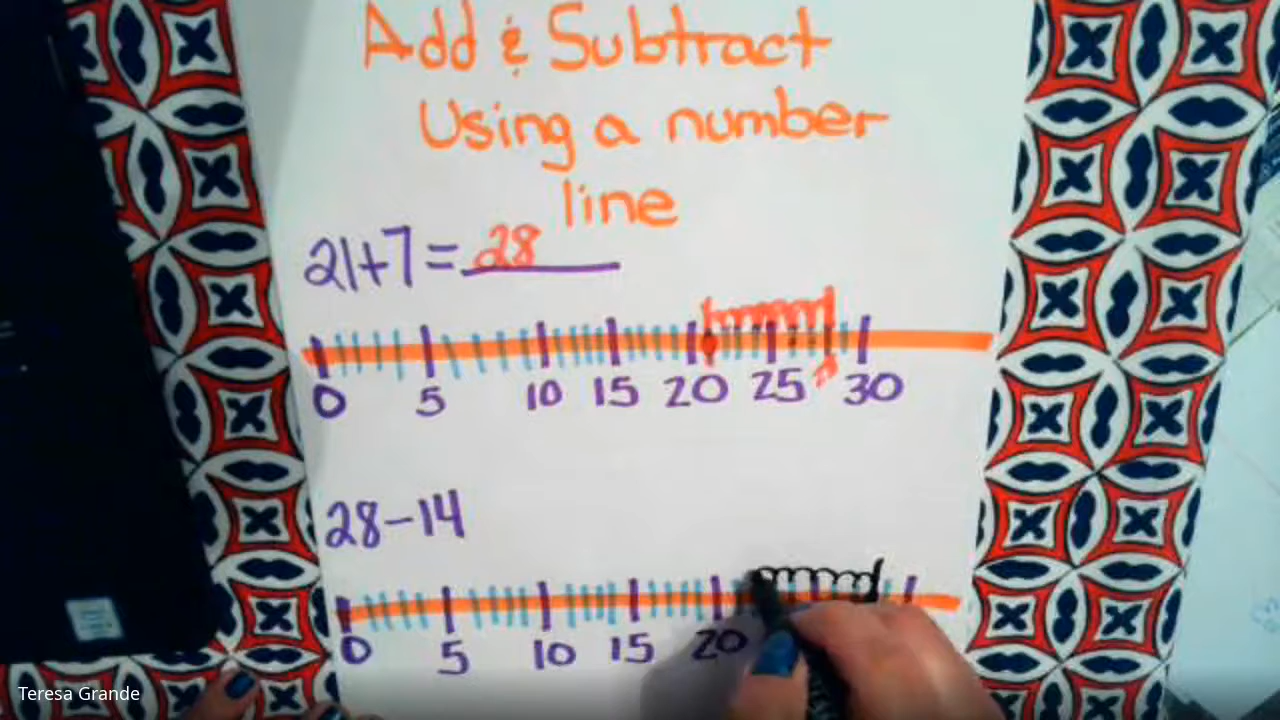 Add & Subtract
Using a number
line
21+7= 28
0 5 10 15 20 25 30
28-14
0 5 10 15 20
Teresa Grande